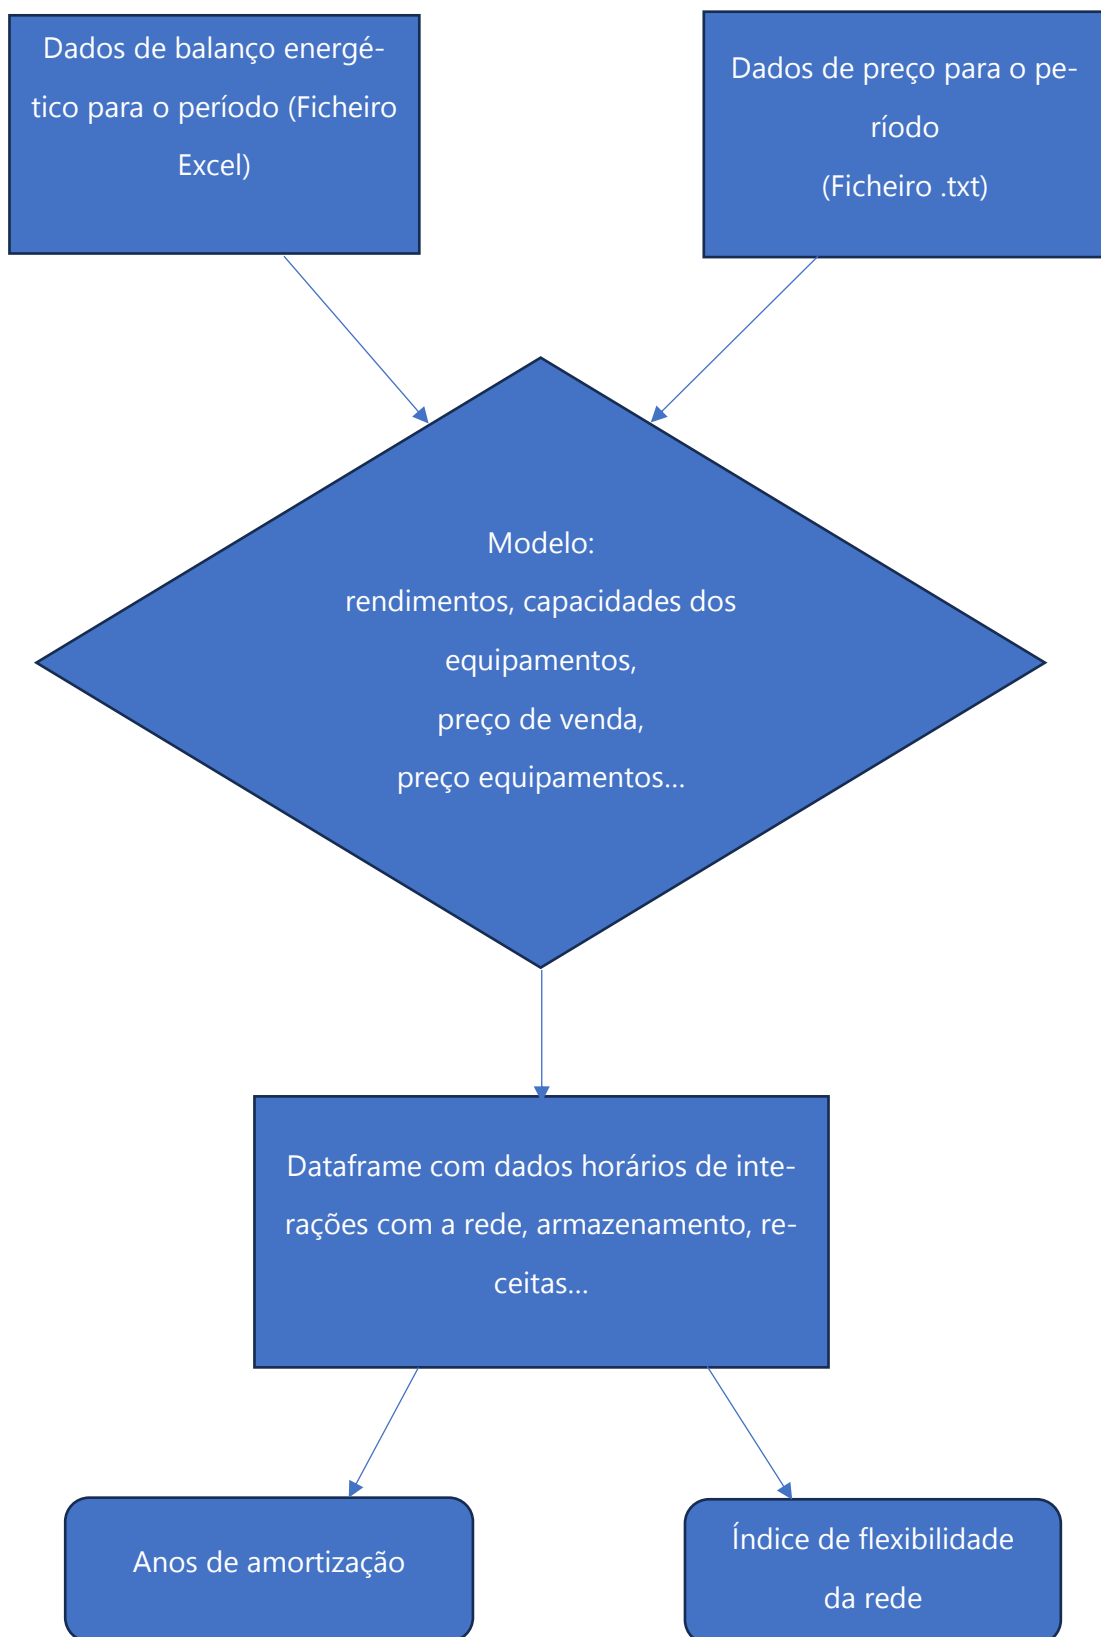 Dados de balanço energé-
tico para o período (Ficheiro
Excel)
Dados de preço para o pe-
ríodo
(Ficheiro .txt)
Modelo:
rendimentos, capacidades dos
equipamentos,
preço de venda,
preço equipamentos...
Dataframe com dados horários de inte-
rações com a rede, armazenamento, re-
ceitas...
Anos de amortização
Índice de flexibilidade
da rede